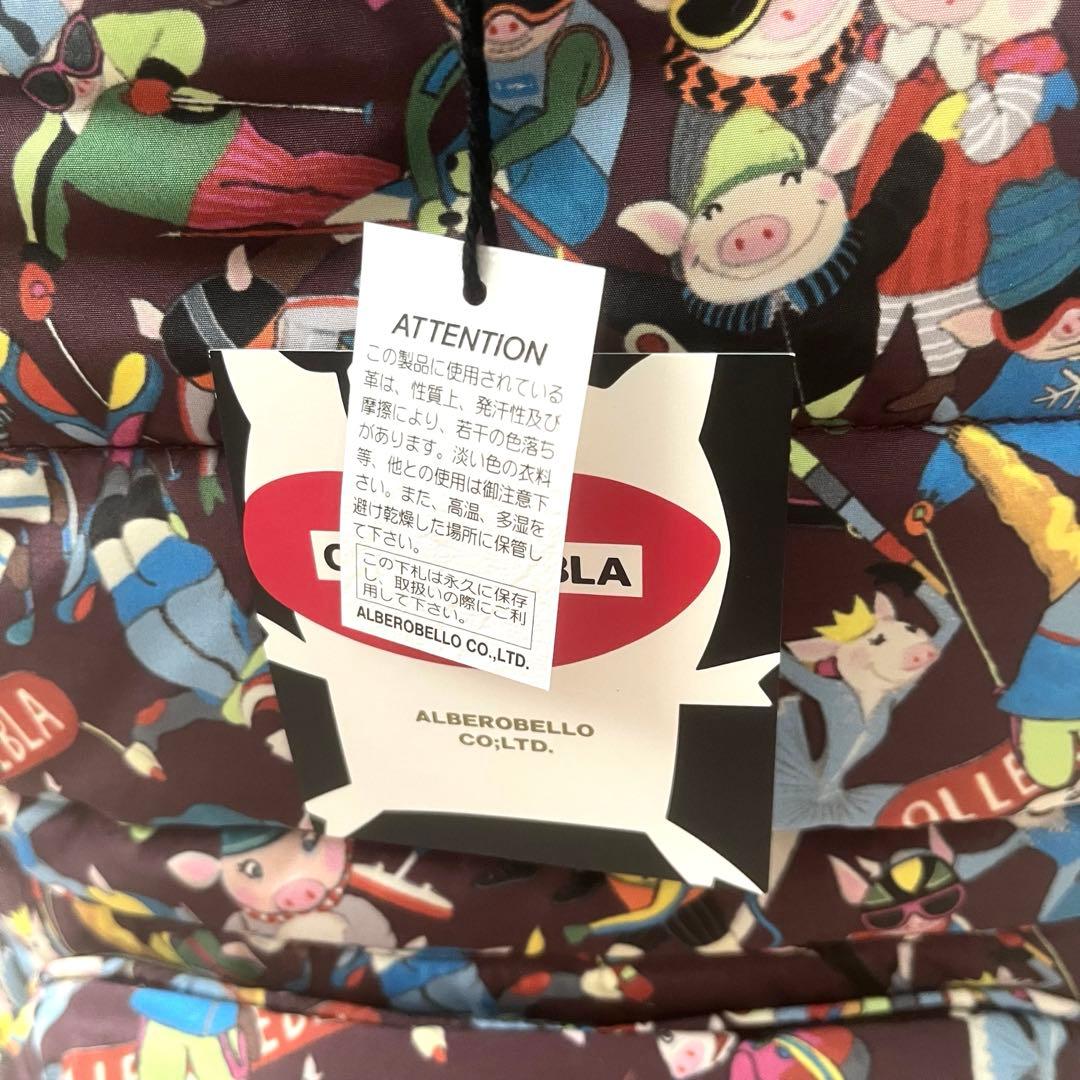 ATTENTION
この製品に使用されている
革は、性質上、発汗性及び
摩擦により、若干の色落ち
があります。淡い色の衣料
等、他との使用は御注意下
さい。また、高温、多湿を
避け乾燥した場所に保管し
て下さい。
この下札は永久に保存
し、取扱いの際にご利
用して下さい。
ALBEROBELLO CO.,LTD.
BLA
ALBEROBELLO
CO;LTD.
BLA
OLLEB
LLEBLA